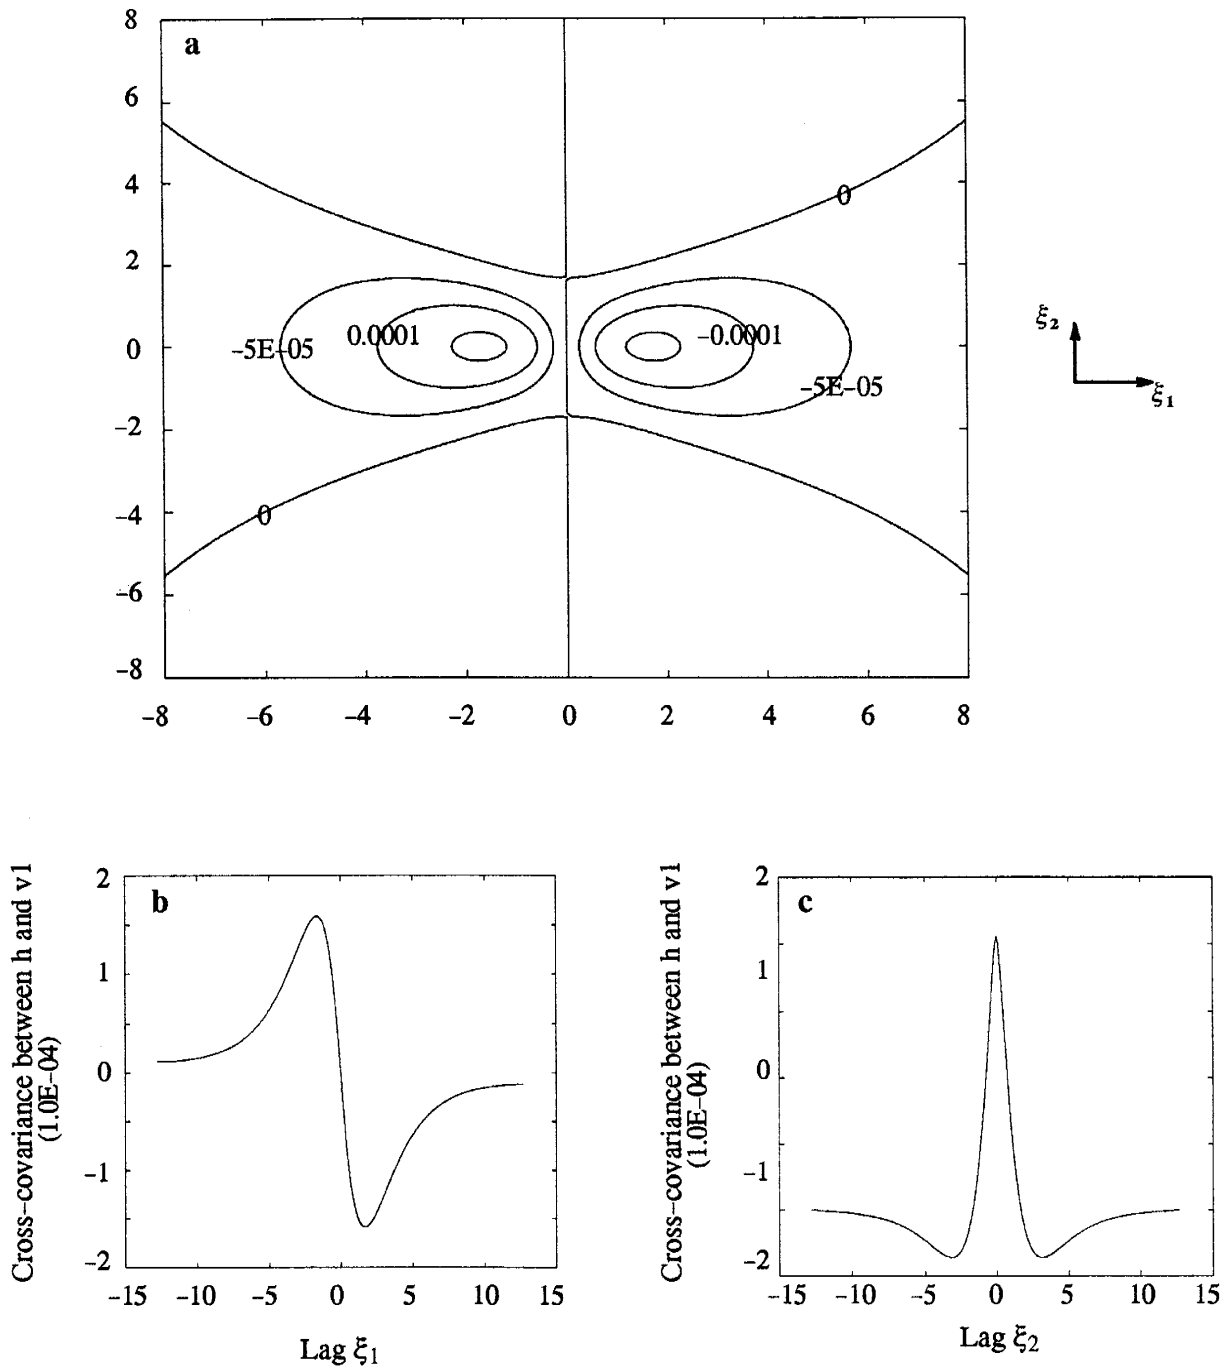 8
a
6
4
0
2
ξ2
0.0001
−0.0001
0
−5E−05
−5E−05
ξ1
−2
−4
0
−6
−8
−8 −6 −4 −2 0 2 4 6 8
Cross−covariance between h and v1
(1.0E−04)
2
b
1
0
−1
−2
−15 −10 −5 0 5 10 15
Lag ξ1
Cross−covariance between h and v1
(1.0E−04)
2
c
1
0
−1
−2
−15 −10 −5 0 5 10 15
Lag ξ2